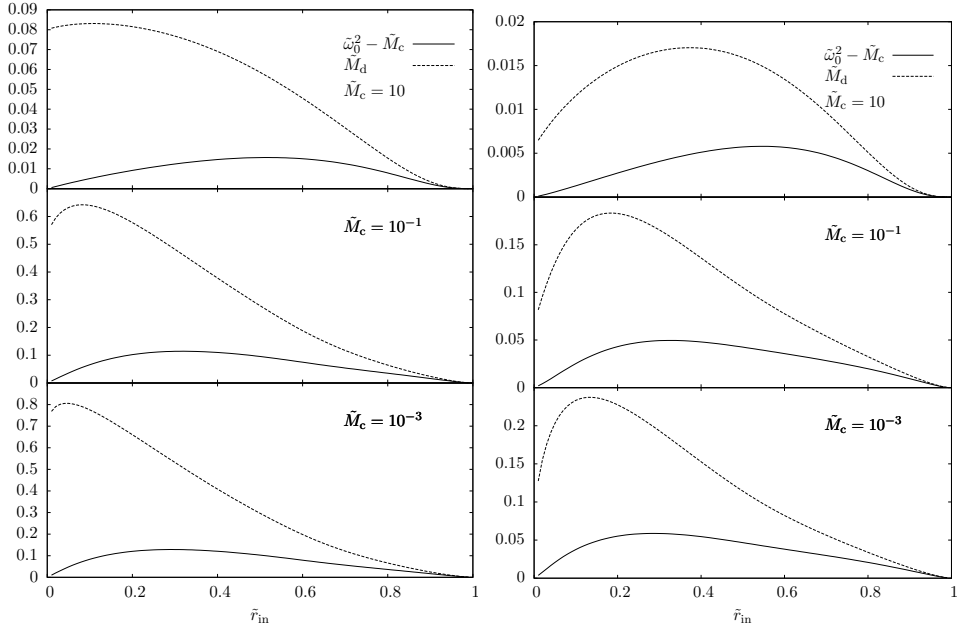 0.09
0.08
0.07
0.06
0.05
0.04
0.03
0.02
0.01
0
ω̃₀² − M̃c
M̃d
M̃c = 10
0.6
0.5
0.4
0.3
0.2
0.1
0
M̃c = 10⁻¹
0.8
0.7
0.6
0.5
0.4
0.3
0.2
0.1
0
M̃c = 10⁻³
0 0.2 0.4 0.6 0.8 1
r̃in
0.02
0.015
0.01
0.005
0
ω̃₀² − M̃c
M̃d
M̃c = 10
0.15
0.1
0.05
0
M̃c = 10⁻¹
0.2
0.15
0.1
0.05
0
M̃c = 10⁻³
0 0.2 0.4 0.6 0.8 1
r̃in